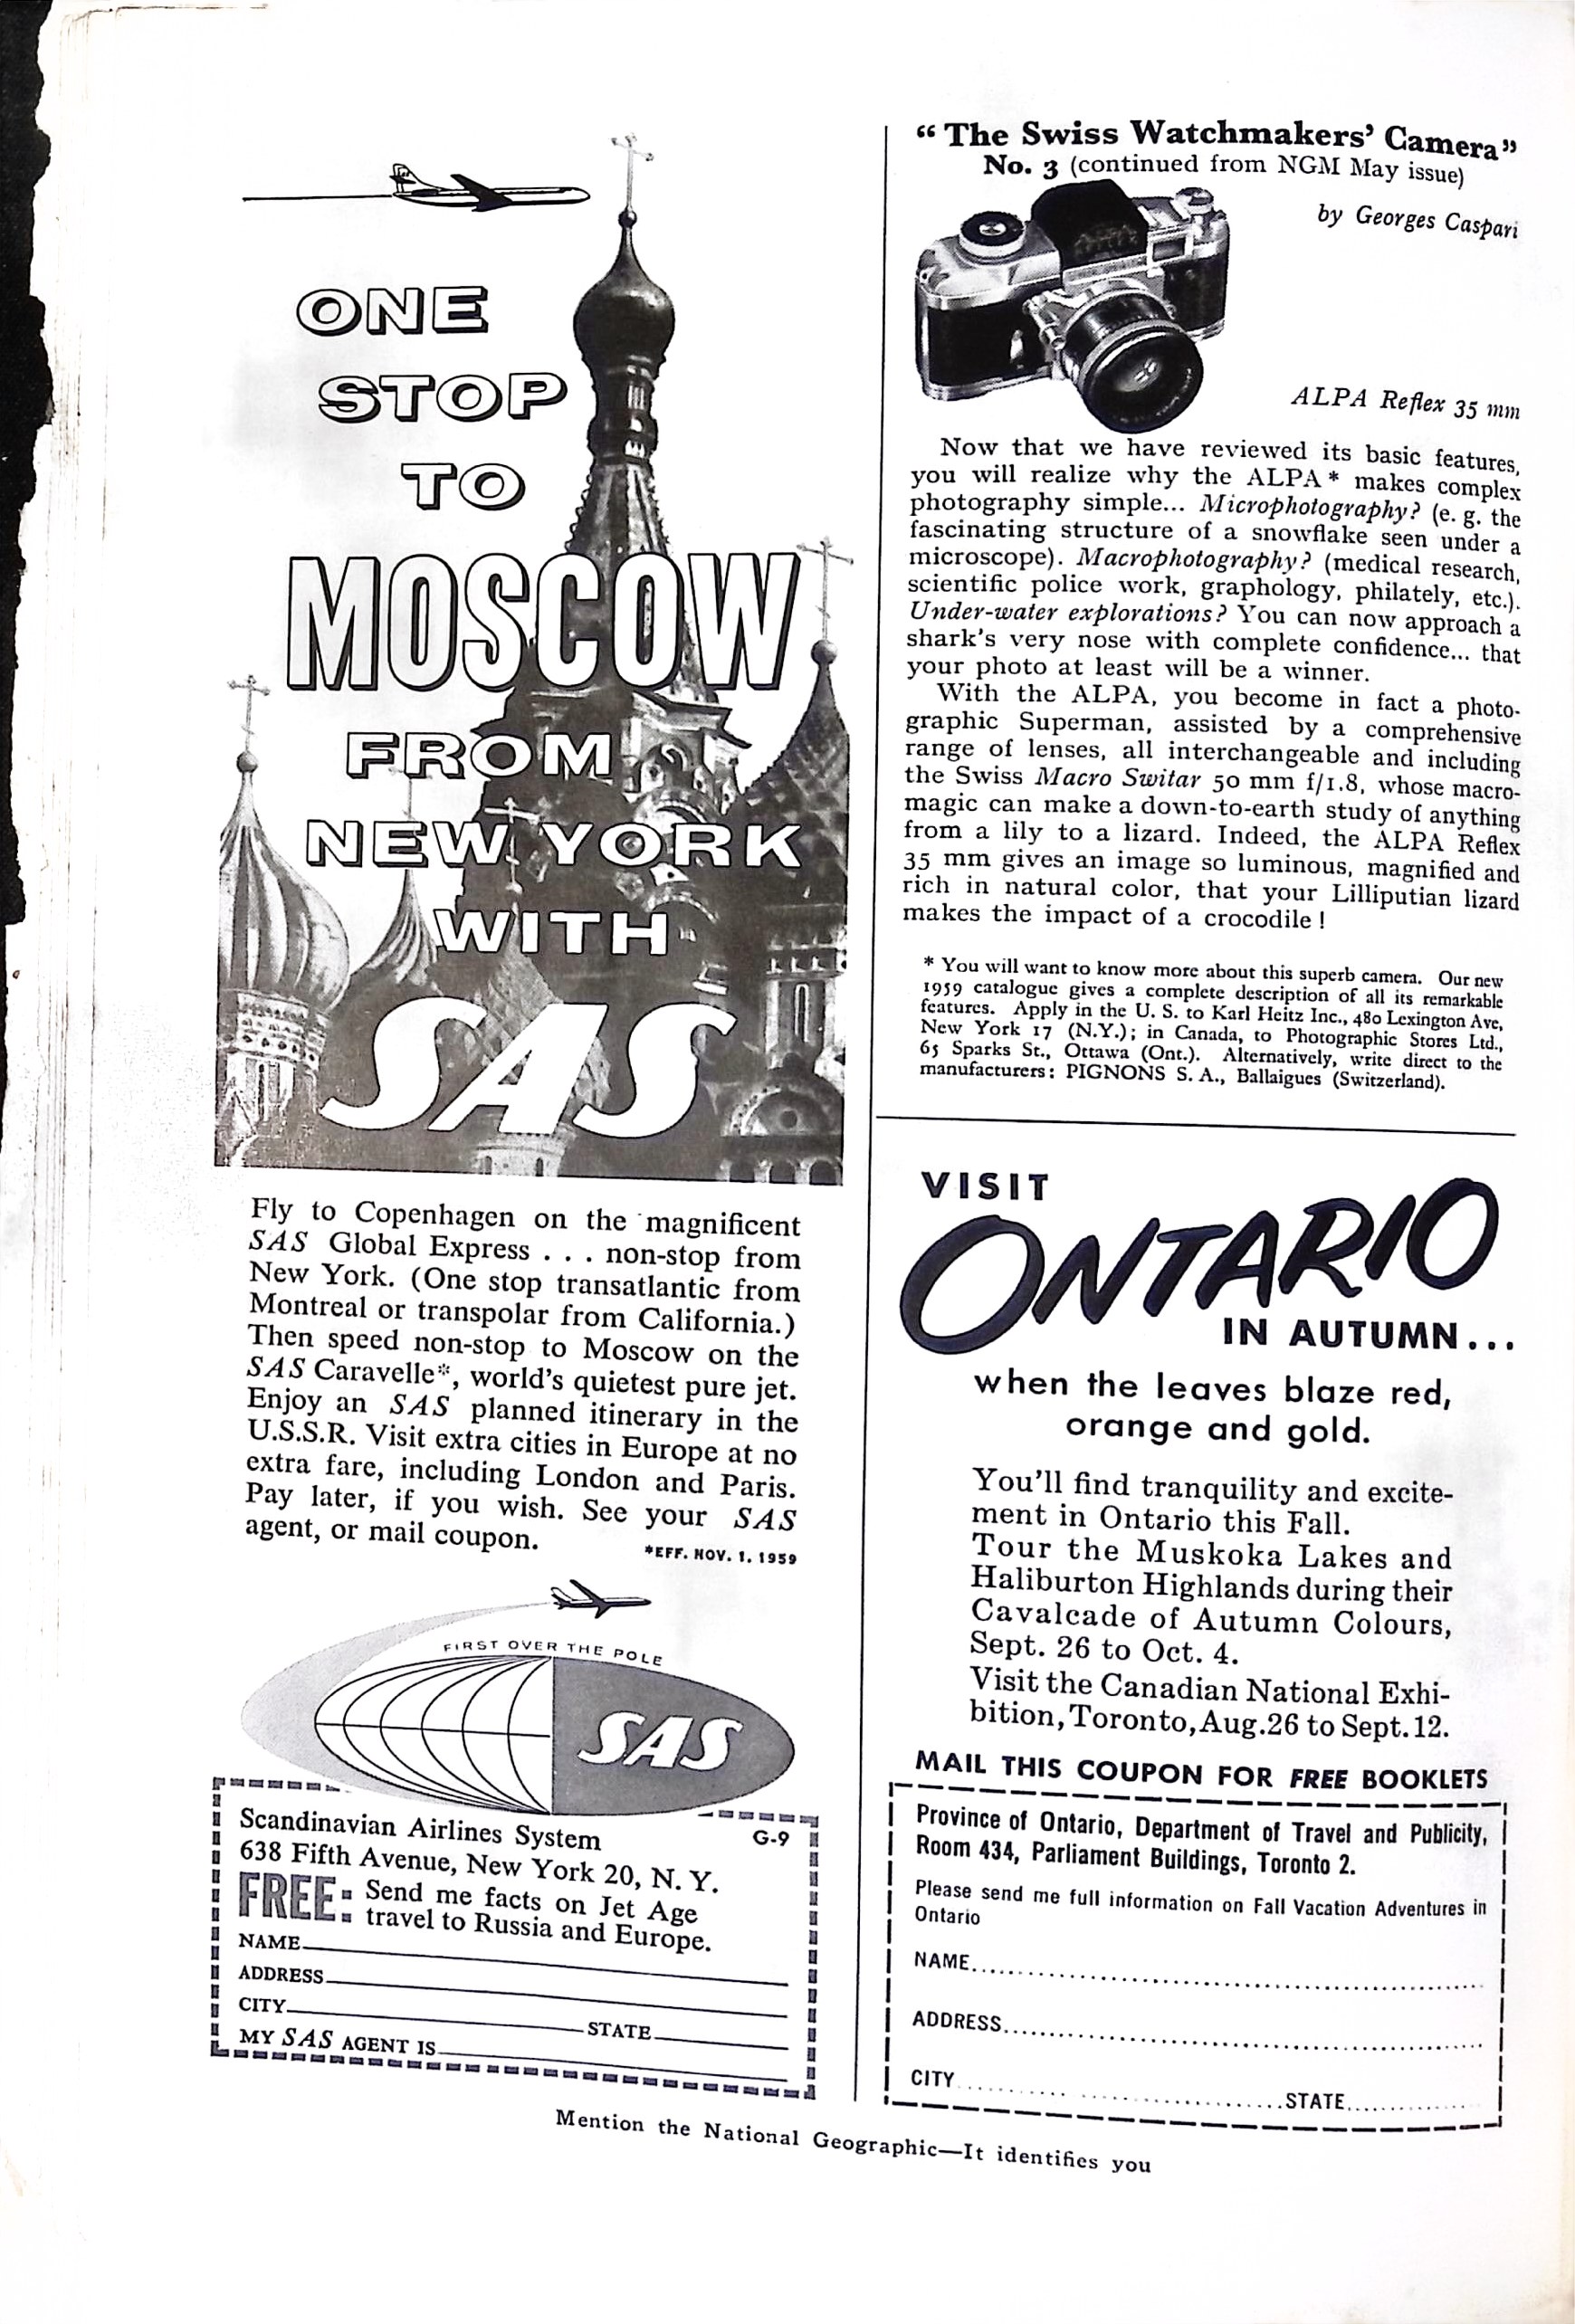 ONE
STOP
TO
MOSCOW
FROM
NEW YORK
WITH
SAS
Fly to Copenhagen on the magnificent
SAS Global Express . . . non-stop from
New York. (One stop transatlantic from
Montreal or transpolar from California.)
Then speed non-stop to Moscow on the
SAS Caravelle*, world's quietest pure jet.
Enjoy an SAS planned itinerary in the
U.S.S.R. Visit extra cities in Europe at no
extra fare, including London and Paris.
Pay later, if you wish. See your SAS
agent, or mail coupon.
*EFF. NOV. 1. 1959
FIRST OVER THE POLE
SAS
Scandinavian Airlines System G-9
638 Fifth Avenue, New York 20, N. Y.
FREE: Send me facts on Jet Age
travel to Russia and Europe.
NAME
ADDRESS
CITY STATE
MY SAS AGENT IS
"The Swiss Watchmakers' Camera"
No. 3 (continued from NGM May issue)
by Georges Caspari
ALPA Reflex 35 mm
Now that we have reviewed its basic features,
you will realize why the ALPA* makes complex
photography simple... Microphotography? (e. g. the
fascinating structure of a snowflake seen under a
microscope). Macrophotography? (medical research,
scientific police work, graphology, philately, etc.).
Under-water explorations? You can now approach a
shark's very nose with complete confidence... that
your photo at least will be a winner.
With the ALPA, you become in fact a photo-
graphic Superman, assisted by a comprehensive
range of lenses, all interchangeable and including
the Swiss Macro Switar 50 mm f/1.8, whose macro-
magic can make a down-to-earth study of anything
from a lily to a lizard. Indeed, the ALPA Reflex
35 mm gives an image so luminous, magnified and
rich in natural color, that your Lilliputian lizard
makes the impact of a crocodile !
* You will want to know more about this superb camera. Our new
1959 catalogue gives a complete description of all its remarkable
features. Apply in the U. S. to Karl Heitz Inc., 480 Lexington Ave,
New York 17 (N.Y.); in Canada, to Photographic Stores Ltd.,
65 Sparks St., Ottawa (Ont.). Alternatively, write direct to the
manufacturers: PIGNONS S. A., Ballaigues (Switzerland).
VISIT
ONTARIO
IN AUTUMN...
when the leaves blaze red,
orange and gold.
You'll find tranquility and excite-
ment in Ontario this Fall.
Tour the Muskoka Lakes and
Haliburton Highlands during their
Cavalcade of Autumn Colours,
Sept. 26 to Oct. 4.
Visit the Canadian National Exhi-
bition, Toronto, Aug. 26 to Sept. 12.
MAIL THIS COUPON FOR FREE BOOKLETS
Province of Ontario, Department of Travel and Publicity,
Room 434, Parliament Buildings, Toronto 2.
Please send me full information on Fall Vacation Adventures in
Ontario
NAME
ADDRESS
CITY STATE
Mention the National Geographic—It identifies you